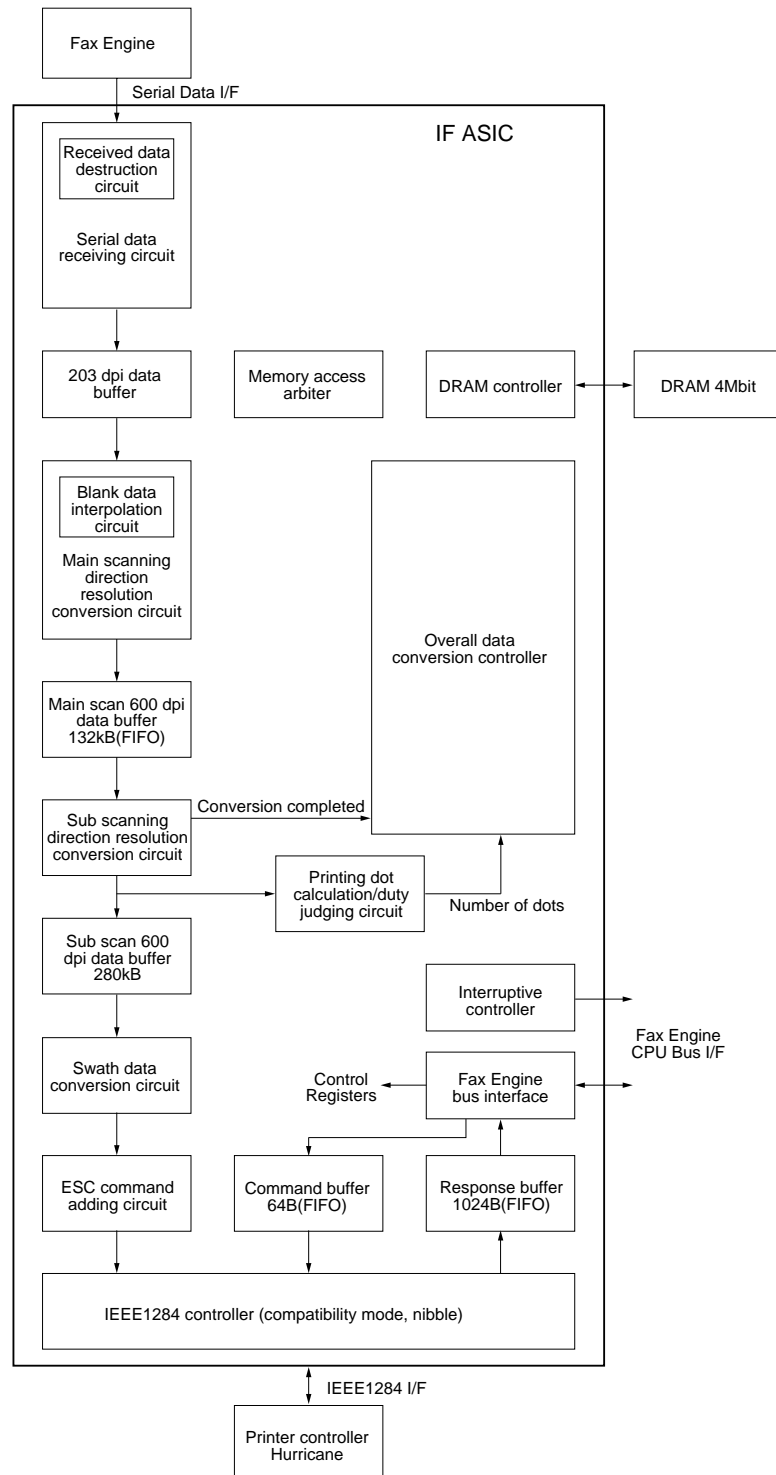 Fax Engine
Serial Data I/F
IF ASIC
Received data
destruction
circuit
Serial data
receiving circuit
203 dpi data
buffer
Memory access
arbiter
DRAM controller
DRAM 4Mbit
Blank data
interpolation
circuit
Main scanning
direction
resolution
conversion circuit
Overall data
conversion controller
Main scan 600 dpi
data buffer
132kB(FIFO)
Conversion completed
Sub scanning
direction resolution
conversion circuit
Printing dot
calculation/duty
judging circuit
Number of dots
Sub scan 600
dpi data buffer
280kB
Interruptive
controller
Fax Engine
CPU Bus I/F
Swath data
conversion circuit
Control
Registers
Fax Engine
bus interface
ESC command
adding circuit
Command buffer
64B(FIFO)
Response buffer
1024B(FIFO)
IEEE1284 controller (compatibility mode, nibble)
IEEE1284 I/F
Printer controller
Hurricane